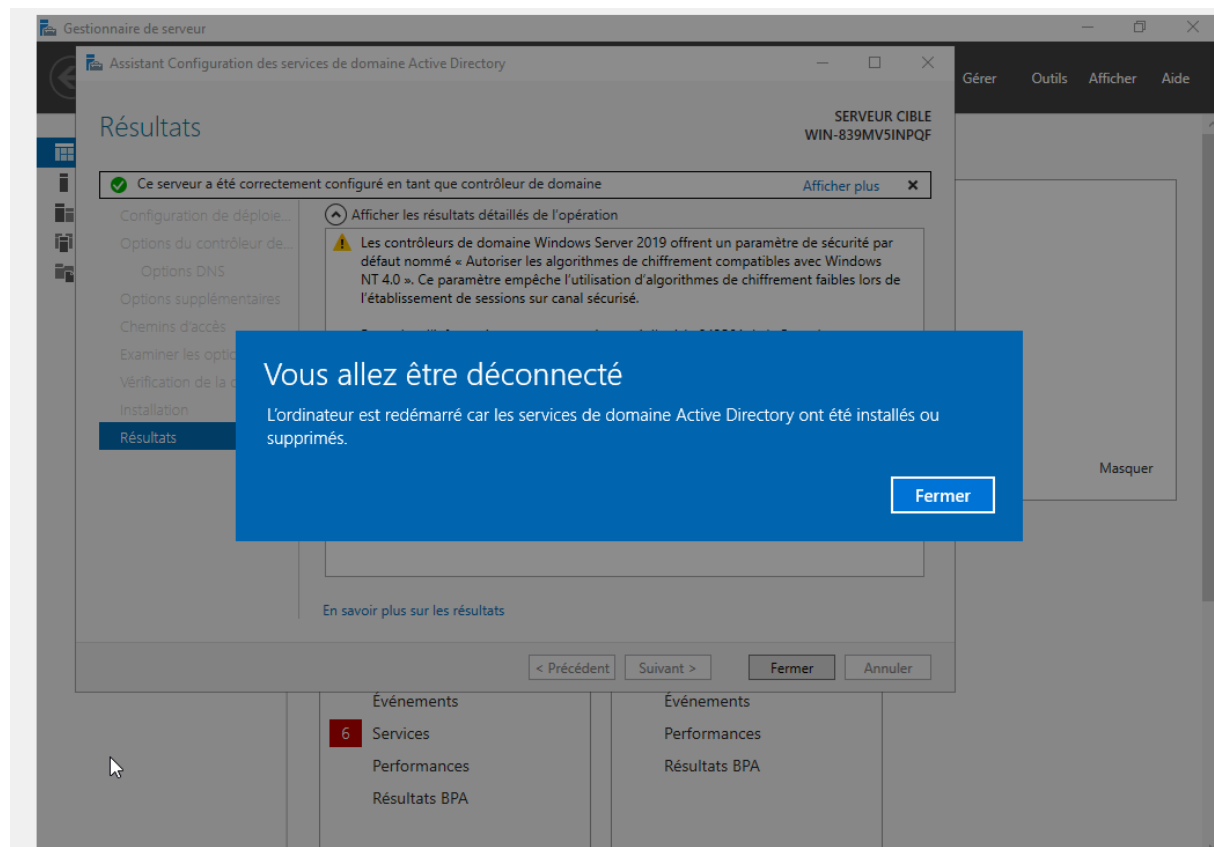 Gestionnaire de serveur
Assistant Configuration des services de domaine Active Directory
Gérer Outils Afficher Aide
Résultats
SERVEUR CIBLE
WIN-839MV5INPQF
Ce serveur a été correctement configuré en tant que contrôleur de domaine
Afficher plus
Configuration de déploie...
Options du contrôleur de...
Options DNS
Options supplémentaires
Chemins d'accès
Examiner les optio
Vérification de la c
Installation
Résultats
Afficher les résultats détaillés de l'opération
Les contrôleurs de domaine Windows Server 2019 offrent un paramètre de sécurité par
défaut nommé « Autoriser les algorithmes de chiffrement compatibles avec Windows
NT 4.0 ». Ce paramètre empêche l'utilisation d'algorithmes de chiffrement faibles lors de
l'établissement de sessions sur canal sécurisé.
Vous allez être déconnecté
L'ordinateur est redémarré car les services de domaine Active Directory ont été installés ou
supprimés.
Fermer
Masquer
En savoir plus sur les résultats
< Précédent Suivant > Fermer Annuler
Événements
6 Services
Performances
Résultats BPA
Événements
Performances
Résultats BPA